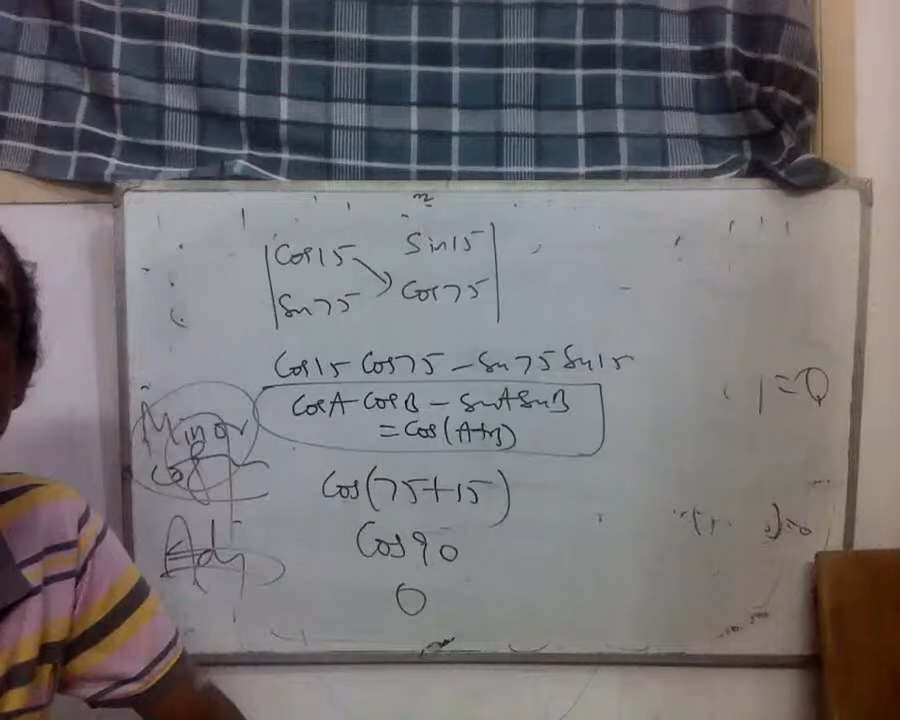 |Cos15 Sin15|
|Sin75 Cos75|
Cos15 Cos75 - Sin75 Sin15
CosA CosB - SinA SinB
= Cos(A+B)
Minor
Cos(75+15)
Cos90
Adj
0